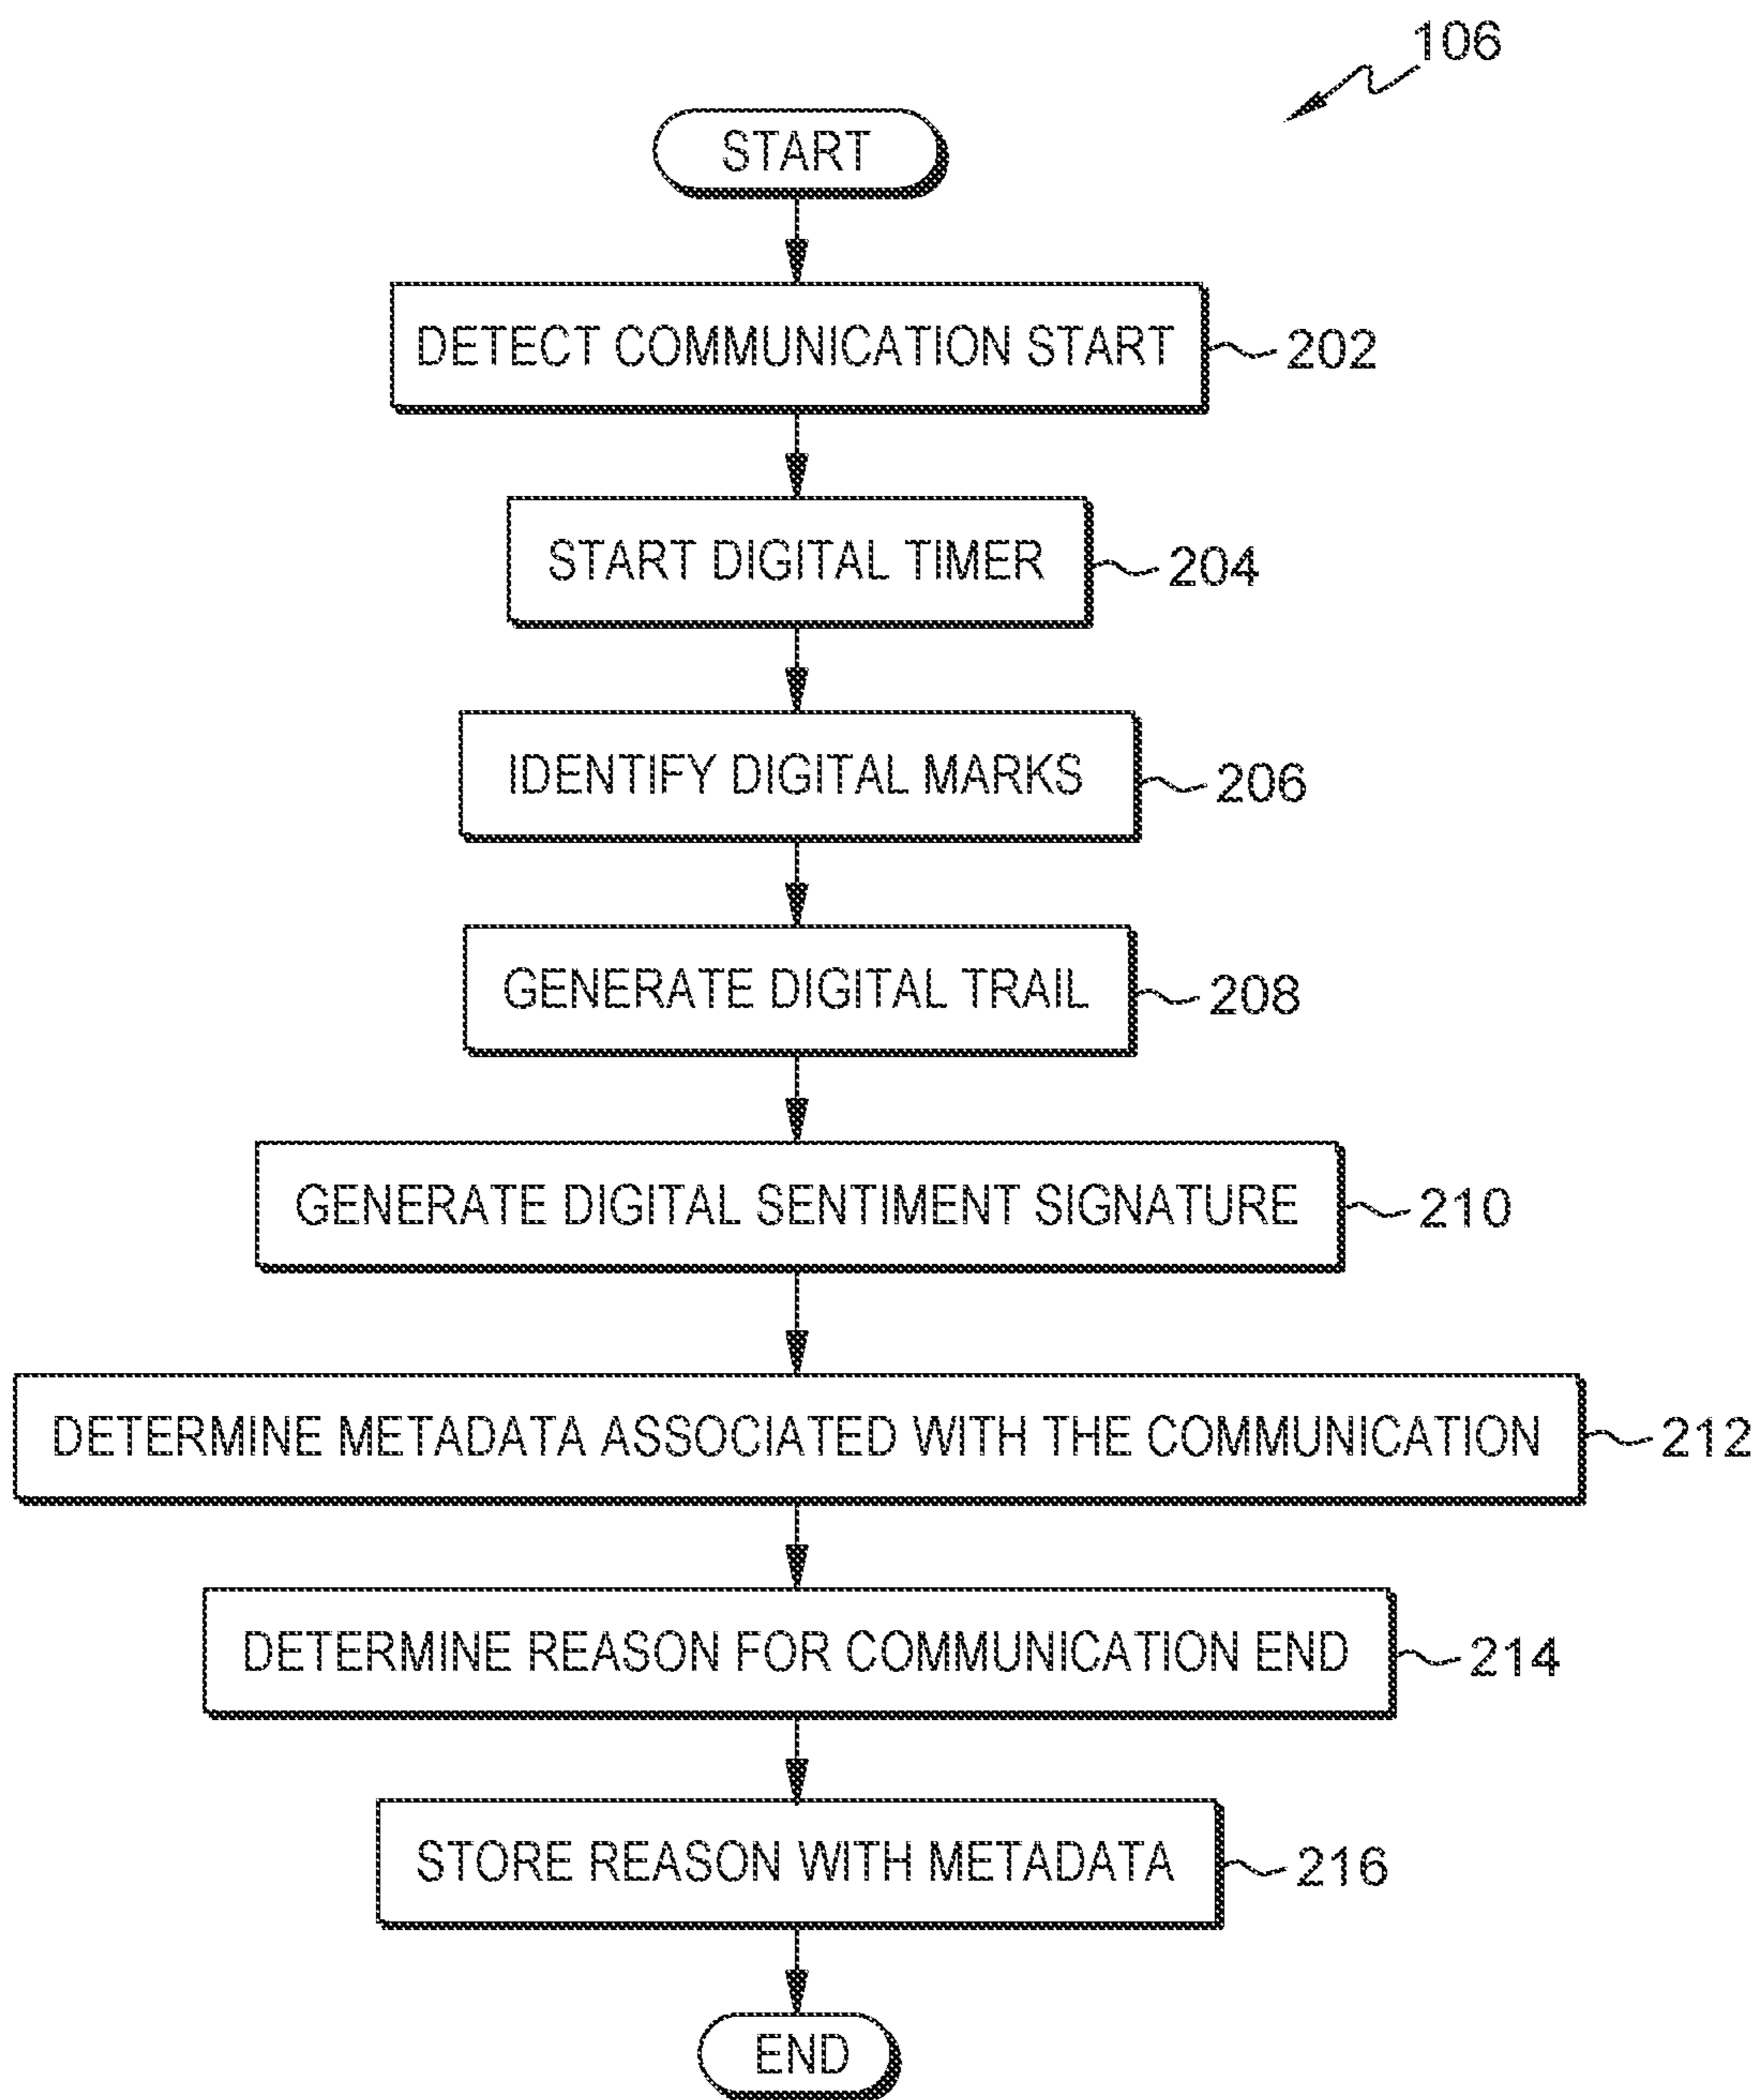 106
START
DETECT COMMUNICATION START
202
START DIGITAL TIMER
204
IDENTIFY DIGITAL MARKS
206
GENERATE DIGITAL TRAIL
208
GENERATE DIGITAL SENTIMENT SIGNATURE
210
DETERMINE METADATA ASSOCIATED WITH THE COMMUNICATION
212
DETERMINE REASON FOR COMMUNICATION END
214
STORE REASON WITH METADATA
216
END